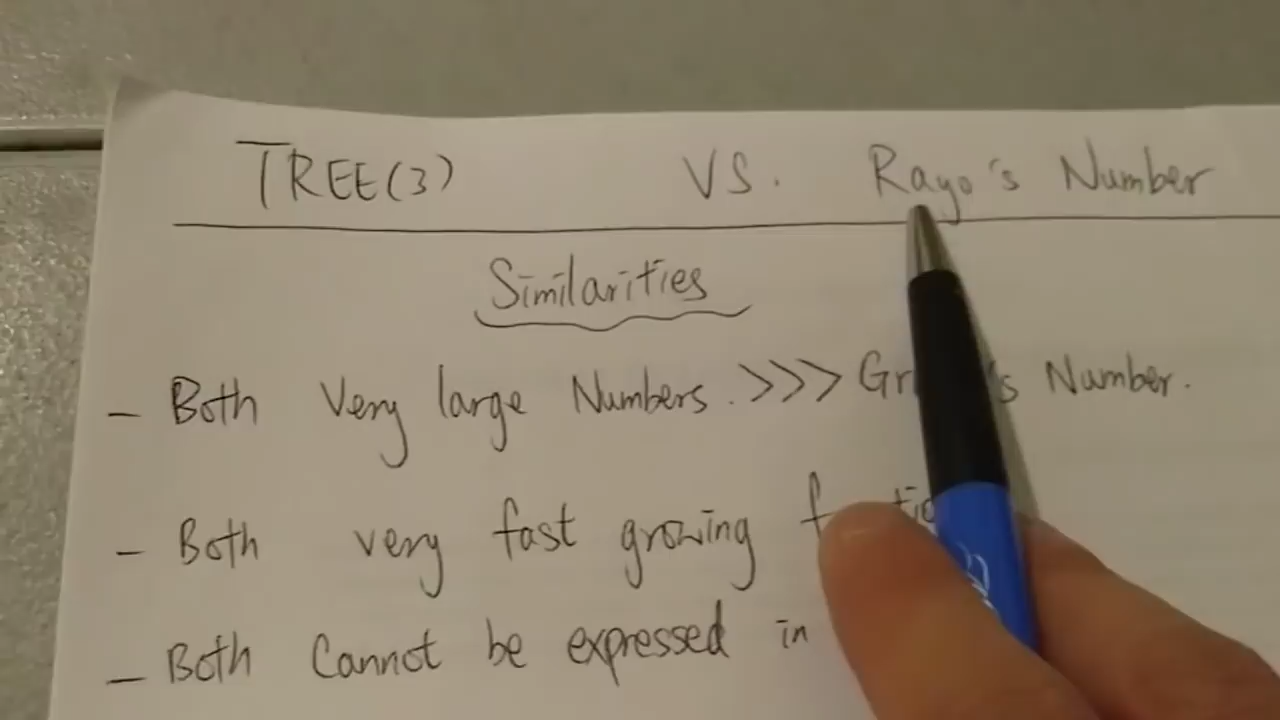 TREE(3) VS. Rayo's Number
Similarities
- Both Very large Numbers. >>> Number.
- Both very fast growing
- Both Cannot be expressed in